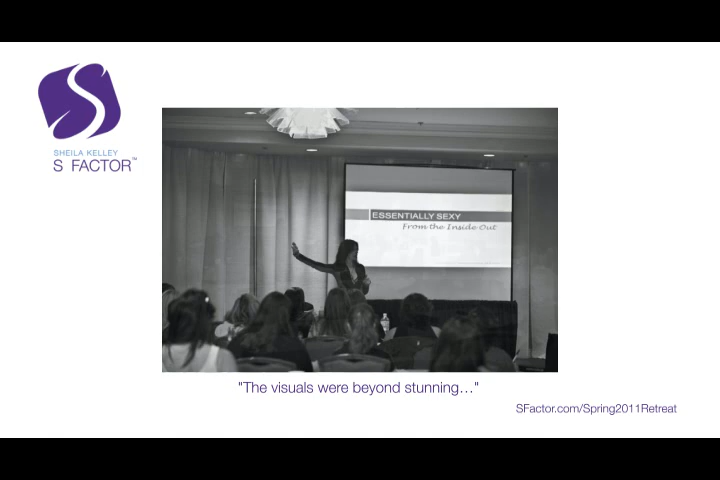 SHEILA KELLEY
S FACTOR™
ESSENTIALLY SEXY
From the Inside Out
"The visuals were beyond stunning…"
SFactor.com/Spring2011Retreat